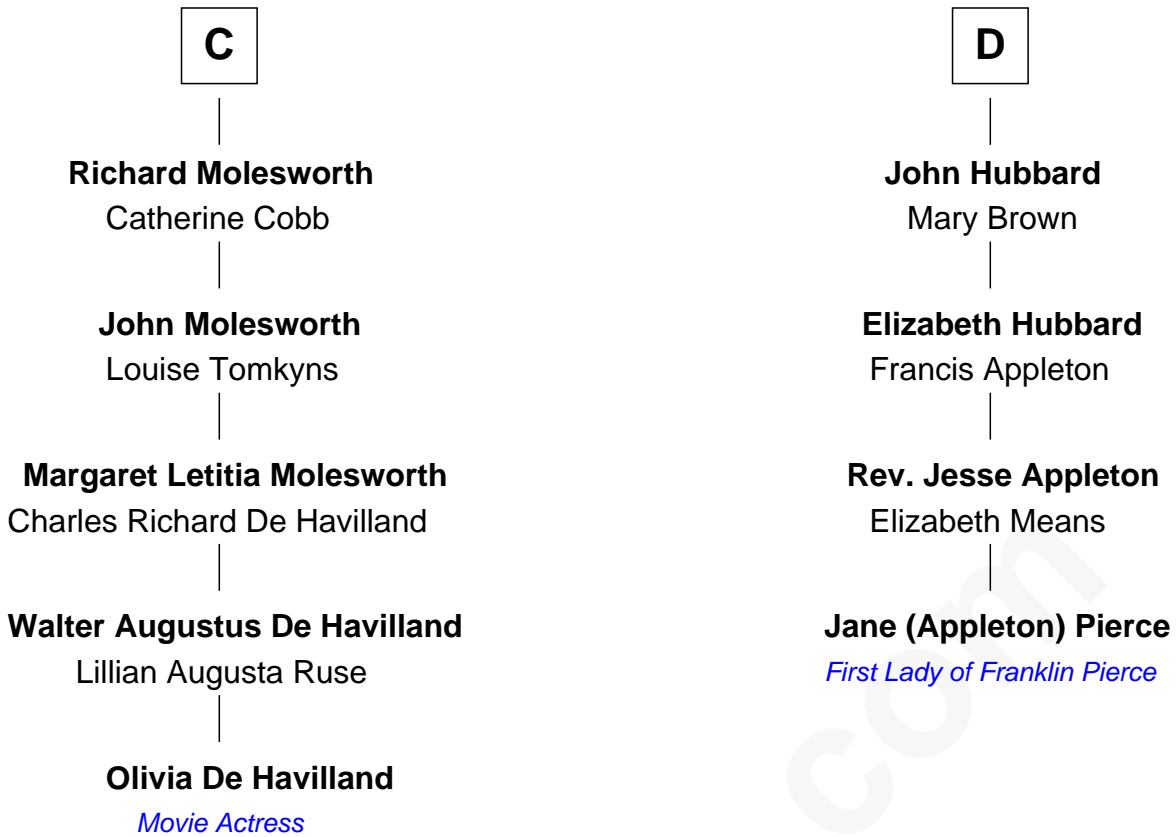 C
Richard Molesworth
Catherine Cobb
John Molesworth
Louise Tomkyns
Margaret Letitia Molesworth
Charles Richard De Havilland
Walter Augustus De Havilland
Lillian Augusta Ruse
Olivia De Havilland
Movie Actress
D
John Hubbard
Mary Brown
Elizabeth Hubbard
Francis Appleton
Rev. Jesse Appleton
Elizabeth Means
Jane (Appleton) Pierce
First Lady of Franklin Pierce
com